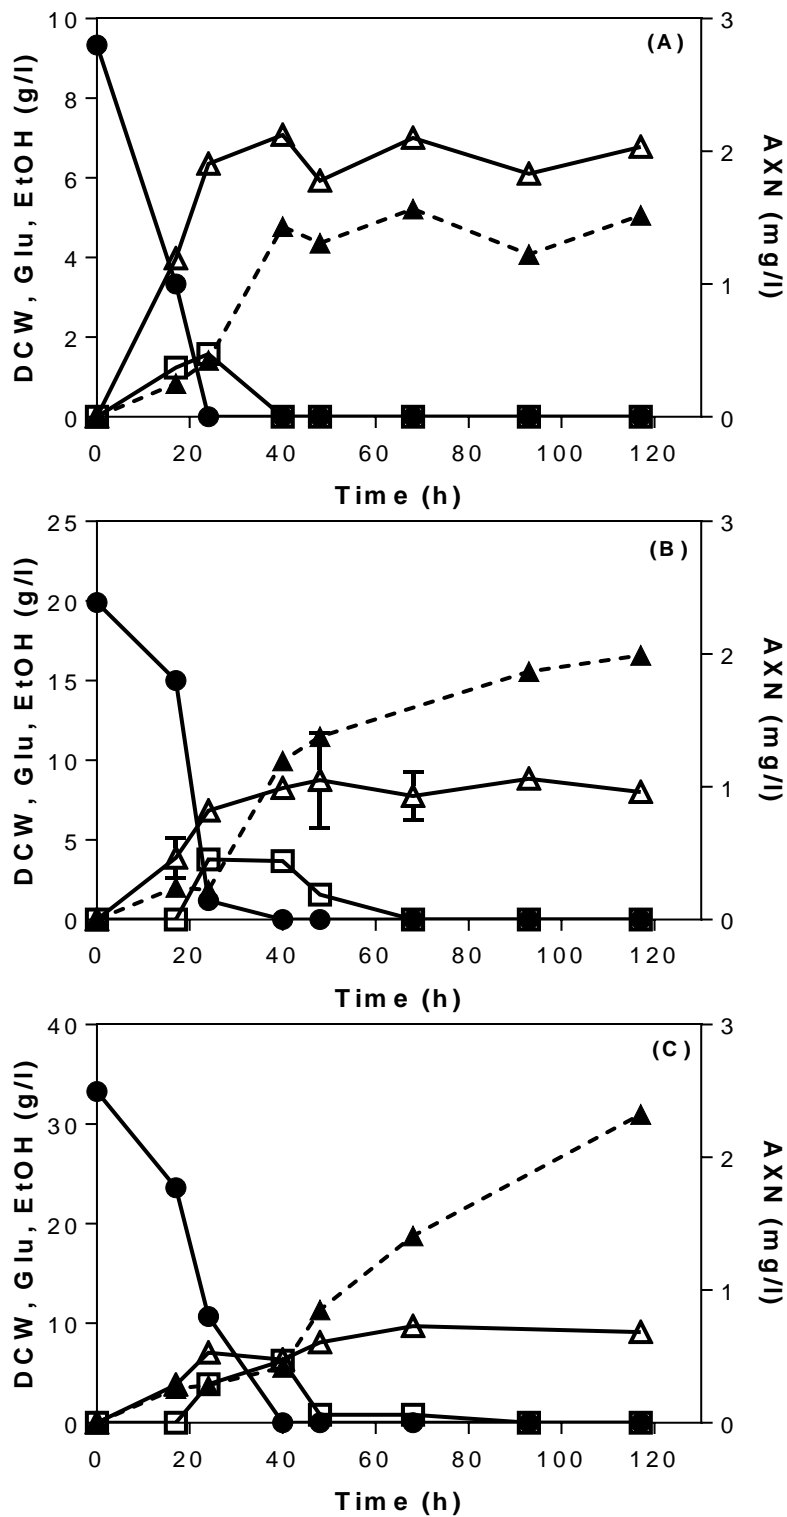 (A)
DCW, Glu, EtOH (g/l)
10
8
6
4
2
0
3
2
1
0
AXN (mg/l)
0 20 40 60 80 100 120
Time (h)
(B)
DCW, Glu, EtOH (g/l)
25
20
15
10
5
0
3
2
1
0
AXN (mg/l)
0 20 40 60 80 100 120
Time (h)
(C)
DCW, Glu, EtOH (g/l)
40
30
20
10
0
3
2
1
0
AXN (mg/l)
0 20 40 60 80 100 120
Time (h)